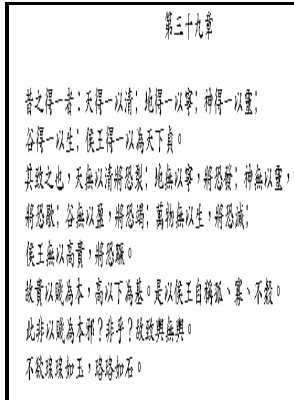 第三十九章
昔之得一者：天得一以清；地得一以寧；神得一以靈；
谷得一以生；侯王得一以為天下貞。
其致之也，天無以清將恐裂；地無以寧，將恐發；神無以靈，
將恐歇；谷無以盈，將恐竭；萬物無以生，將恐滅；
侯王無以高貴，將恐蹶。
故貴以賤為本，高以下為基。是以侯王自稱孤、寡、不穀。
此非以賤為本邪？非乎？故致輿無輿。
不欲琭琭如玉，珞珞如石。